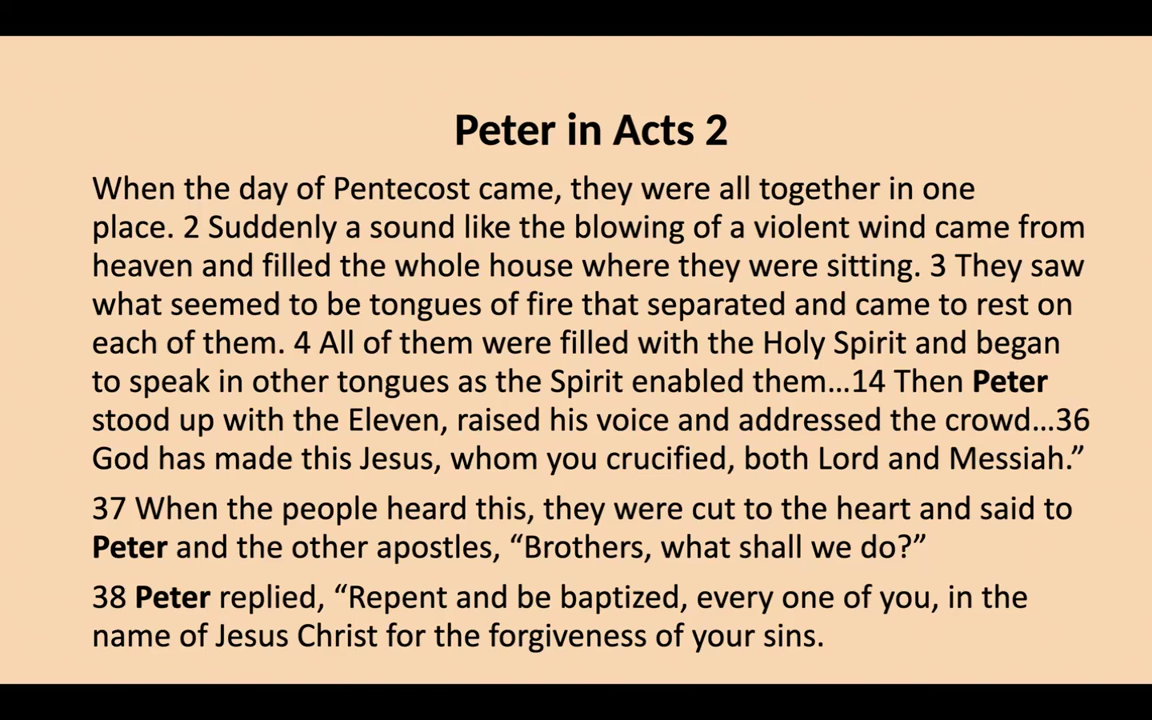 Peter in Acts 2
When the day of Pentecost came, they were all together in one
place. 2 Suddenly a sound like the blowing of a violent wind came from
heaven and filled the whole house where they were sitting. 3 They saw
what seemed to be tongues of fire that separated and came to rest on
each of them. 4 All of them were filled with the Holy Spirit and began
to speak in other tongues as the Spirit enabled them…14 Then Peter
stood up with the Eleven, raised his voice and addressed the crowd…36
God has made this Jesus, whom you crucified, both Lord and Messiah.”
37 When the people heard this, they were cut to the heart and said to
Peter and the other apostles, “Brothers, what shall we do?”
38 Peter replied, “Repent and be baptized, every one of you, in the
name of Jesus Christ for the forgiveness of your sins.